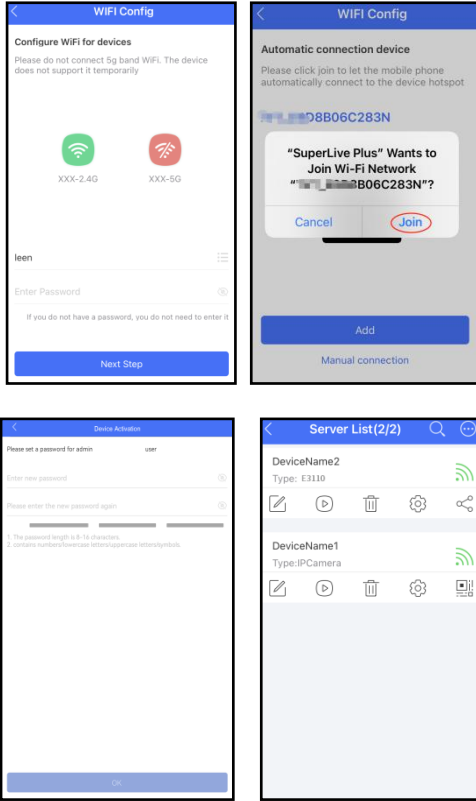 WIFI Config
Configure WiFi for devices
Please do not connect 5g band WiFi. The device
does not support it temporarily
XXX-2.4G XXX-5G
leen
Enter Password
If you do not have a password, you do not need to enter it
Next Step
WIFI Config
Automatic connection device
Please click join to let the mobile phone
automatically connect to the device hotspot
D8B06C283N
“SuperLive Plus” Wants to
Join Wi-Fi Network
B06C283N”?
Cancel Join
Add
Manual connection
Device Activation
Please set a password for admin user
Enter new password
Please enter the new password again
1. The password length is 8-16 characters.
2. contains numbers/lowercase letters/uppercase letters/symbols.
OK
Server List(2/2)
DeviceName2
Type: E3110
DeviceName1
Type:IPCamera